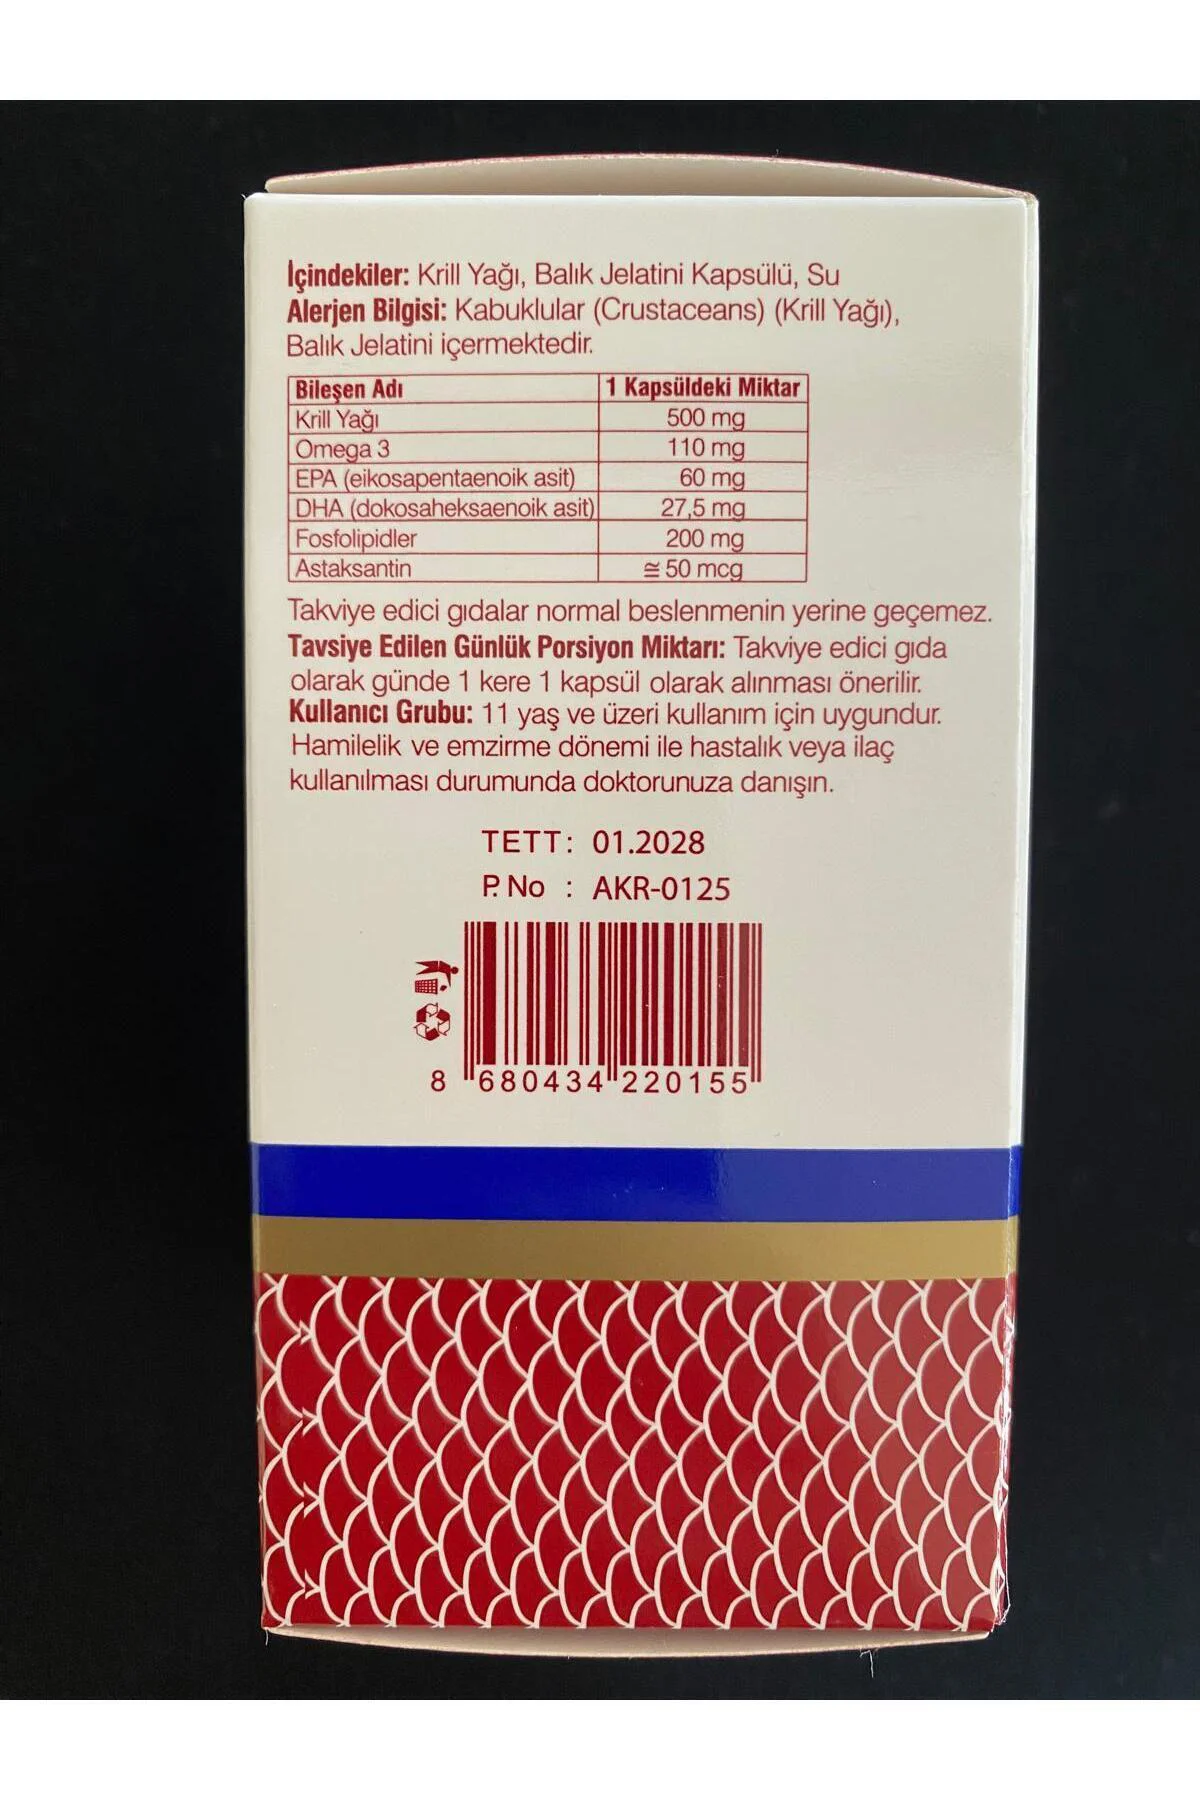 İçindekiler: Krill Yağı, Balık Jelatini Kapsülü, Su
Alerjen Bilgisi: Kabuklular (Crustaceans) (Krill Yağı),
Balık Jelatini içermektedir.
Bileşen Adı 1 Kapsüldeki Miktar
Krill Yağı 500 mg
Omega 3 110 mg
EPA (eikosapentaenoik asit) 60 mg
DHA (dokosaheksaenoik asit) 27,5 mg
Fosfolipidler 200 mg
Astaksantin ≅ 50 mcg
Takviye edici gıdalar normal beslenmenin yerine geçemez.
Tavsiye Edilen Günlük Porsiyon Miktarı: Takviye edici gıda
olarak günde 1 kere 1 kapsül olarak alınması önerilir.
Kullanıcı Grubu: 11 yaş ve üzeri kullanım için uygundur.
Hamilelik ve emzirme dönemi ile hastalık veya ilaç
kullanılması durumunda doktorunuza danışın.
TETT: 01.2028
P. No : AKR-0125
8 680434 220155